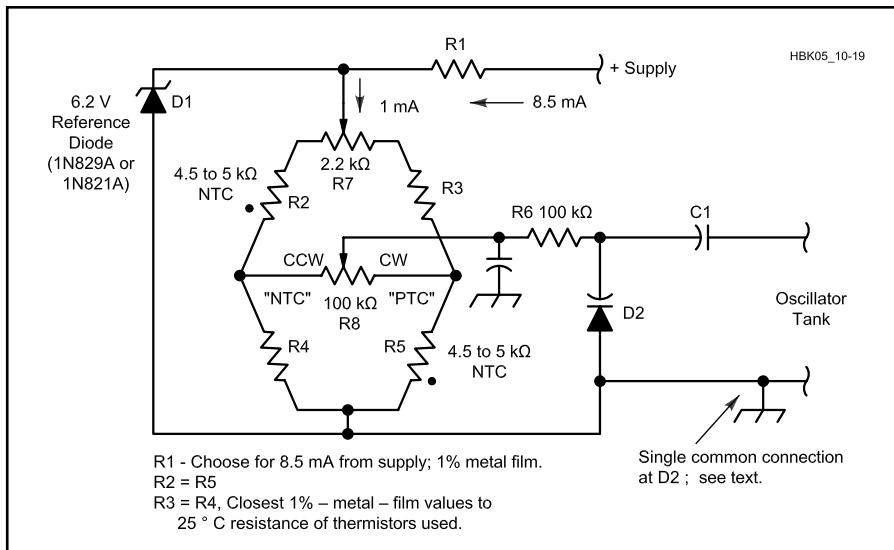 R1
HBK05_10-19
+ Supply
8.5 mA
1 mA
6.2 V
Reference
Diode
(1N829A or
1N821A)
D1
4.5 to 5 kΩ
NTC
R2
2.2 kΩ
R7
R3
R6 100 kΩ
C1
CCW
CW
"NTC"
100 kΩ
R8
"PTC"
D2
Oscillator
Tank
R4
R5
4.5 to 5 kΩ
NTC
Single common connection
at D2 ; see text.
R1 - Choose for 8.5 mA from supply; 1% metal film.
R2 = R5
R3 = R4, Closest 1% – metal – film values to
25 ° C resistance of thermistors used.